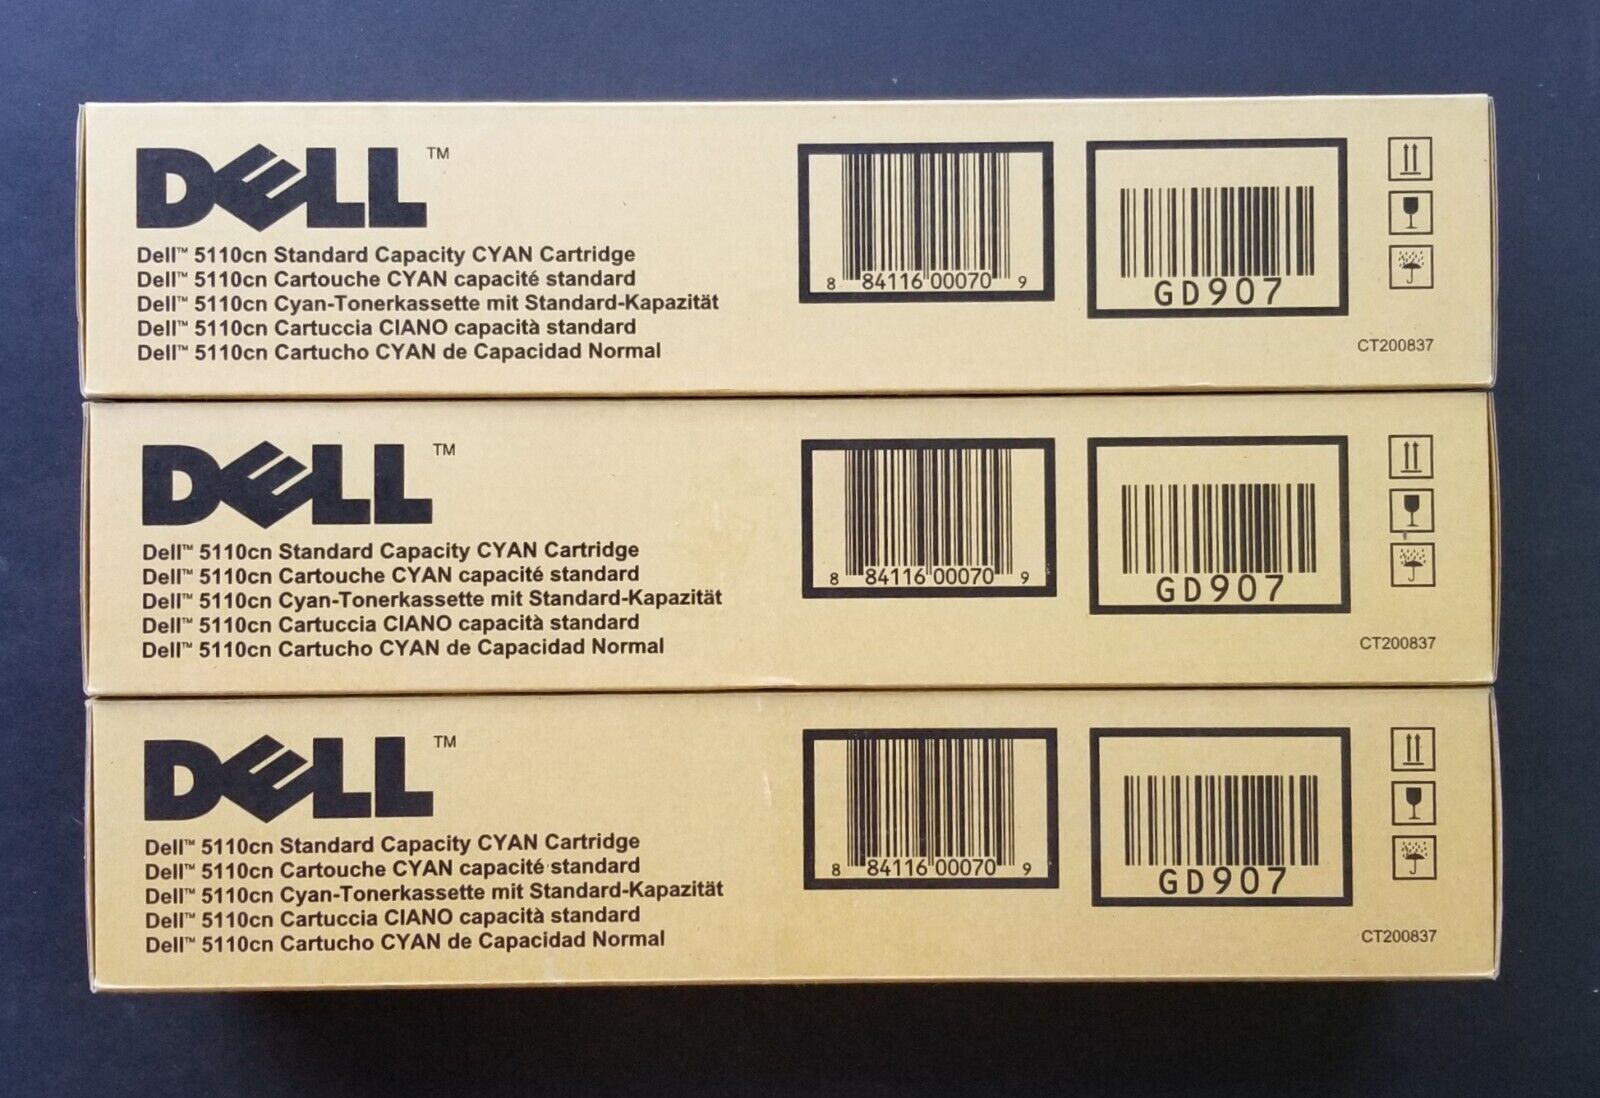 DELL™
Dell™ 5110cn Standard Capacity CYAN Cartridge
Dell™ 5110cn Cartouche CYAN capacité standard
Dell™ 5110cn Cyan-Tonerkassette mit Standard-Kapazität
Dell™ 5110cn Cartuccia CIANO capacità standard
Dell™ 5110cn Cartucho CYAN de Capacidad Normal
8 84116 00070 9
GD907
CT200837
DELL™
Dell™ 5110cn Standard Capacity CYAN Cartridge
Dell™ 5110cn Cartouche CYAN capacité standard
Dell™ 5110cn Cyan-Tonerkassette mit Standard-Kapazität
Dell™ 5110cn Cartuccia CIANO capacità standard
Dell™ 5110cn Cartucho CYAN de Capacidad Normal
8 84116 00070 9
GD907
CT200837
DELL™
Dell™ 5110cn Standard Capacity CYAN Cartridge
Dell™ 5110cn Cartouche CYAN capacité standard
Dell™ 5110cn Cyan-Tonerkassette mit Standard-Kapazität
Dell™ 5110cn Cartuccia CIANO capacità standard
Dell™ 5110cn Cartucho CYAN de Capacidad Normal
8 84116 00070 9
GD907
CT200837